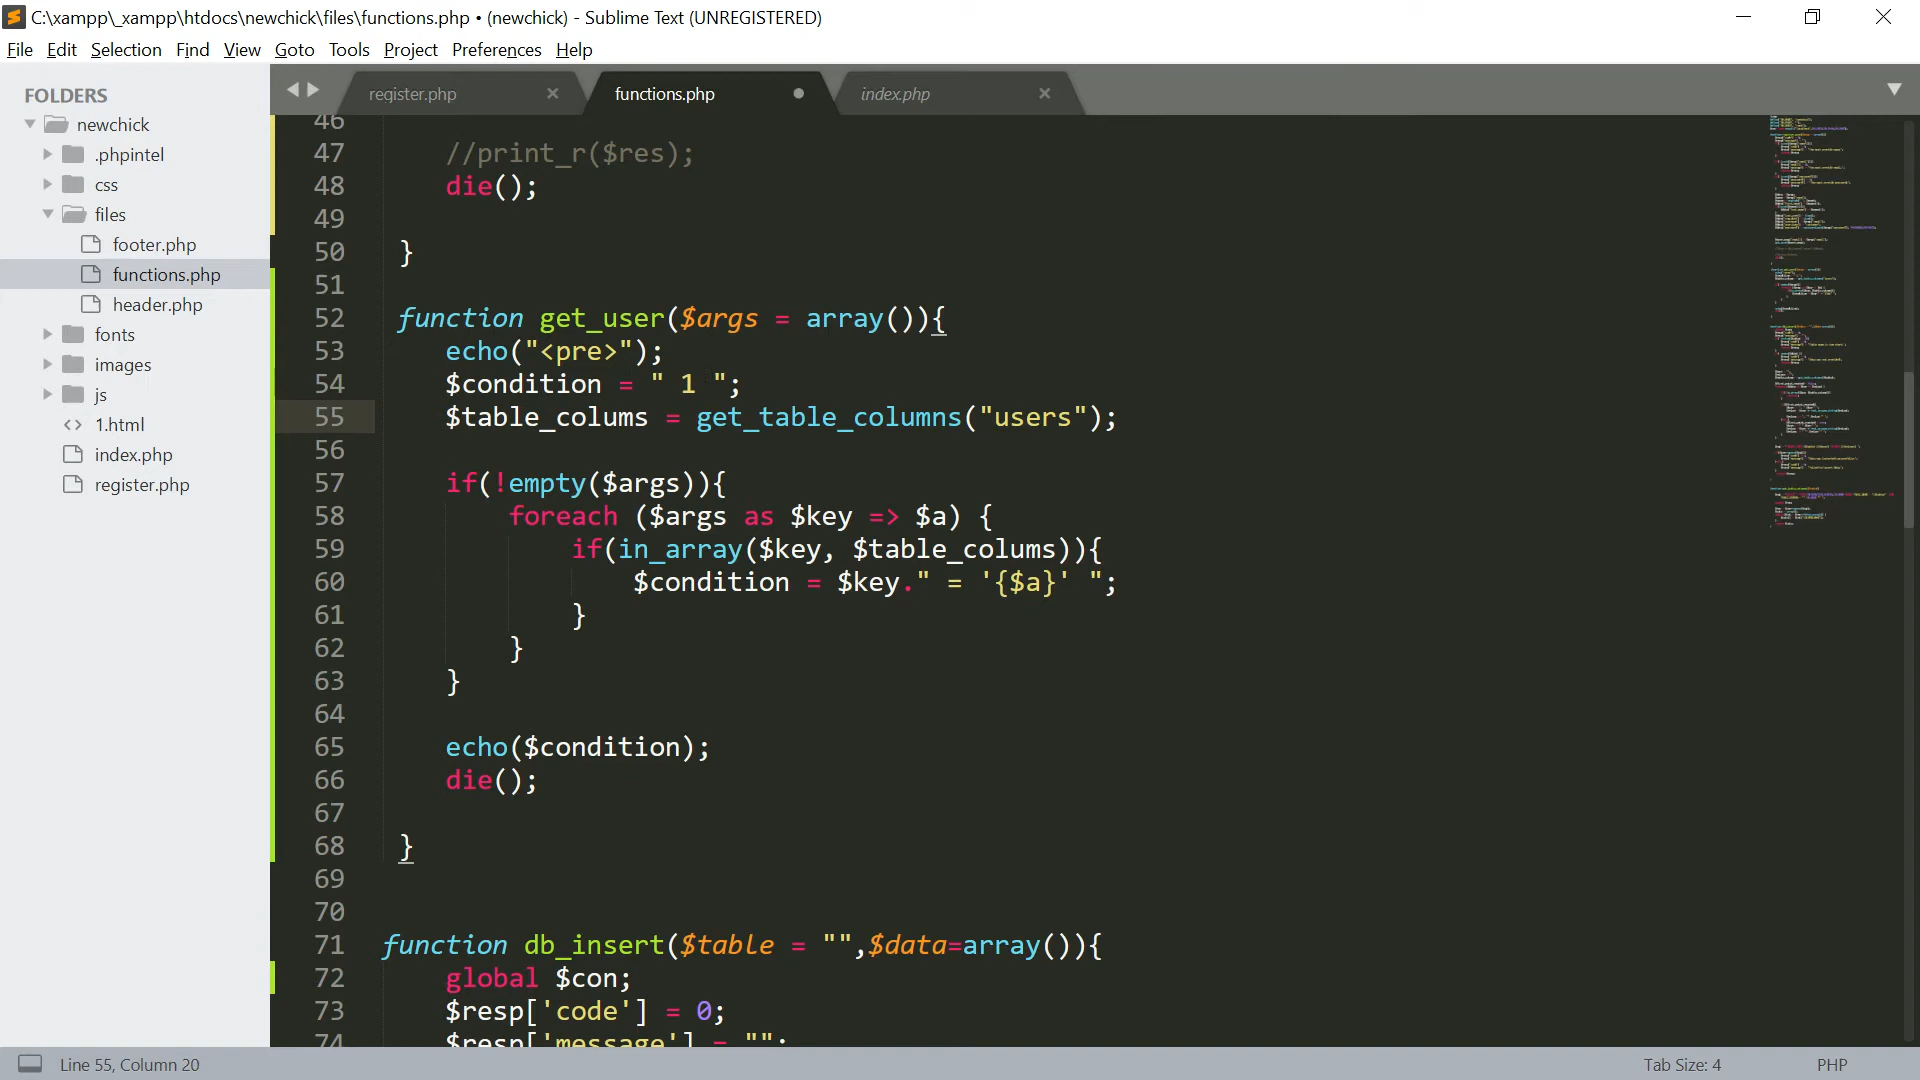 C:\xampp\_xampp\htdocs\newchick\files\functions.php • (newchick) - Sublime Text (UNREGISTERED)
File Edit Selection Find View Goto Tools Project Preferences Help
FOLDERS
newchick
.phpintel
css
files
footer.php
functions.php
header.php
fonts
images
js
<> 1.html
index.php
register.php
register.php × functions.php index.php ×
46
47 //print_r($res);
48 die();
49
50 }
51
52 function get_user($args = array()){
53 echo("<pre>");
54 $condition = " 1 ";
55 $table_colums = get_table_columns("users");
56
57 if(!empty($args)){
58 foreach ($args as $key => $a) {
59 if(in_array($key, $table_colums)){
60 $condition = $key." = '{$a}' ";
61 }
62 }
63 }
64
65 echo($condition);
66 die();
67
68 }
69
70
71 function db_insert($table = "",$data=array()){
72 global $con;
73 $resp['code'] = 0;
74 $resp['message'] = "";
Line 55, Column 20
Tab Size: 4
PHP